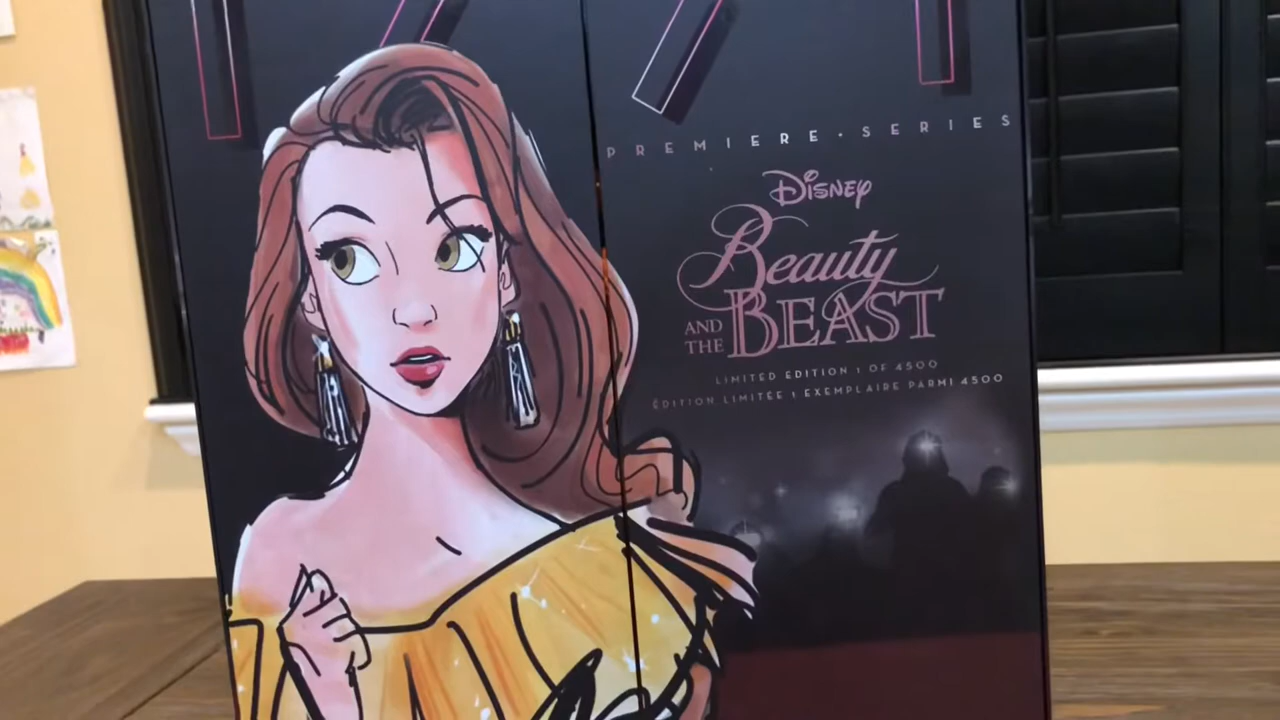 PREMIERE · SERIES
Disney
Beauty
AND THE BEAST
LIMITED EDITION 1 OF 4500
ÉDITION LIMITÉE 1 EXEMPLAIRE PARMI 4500